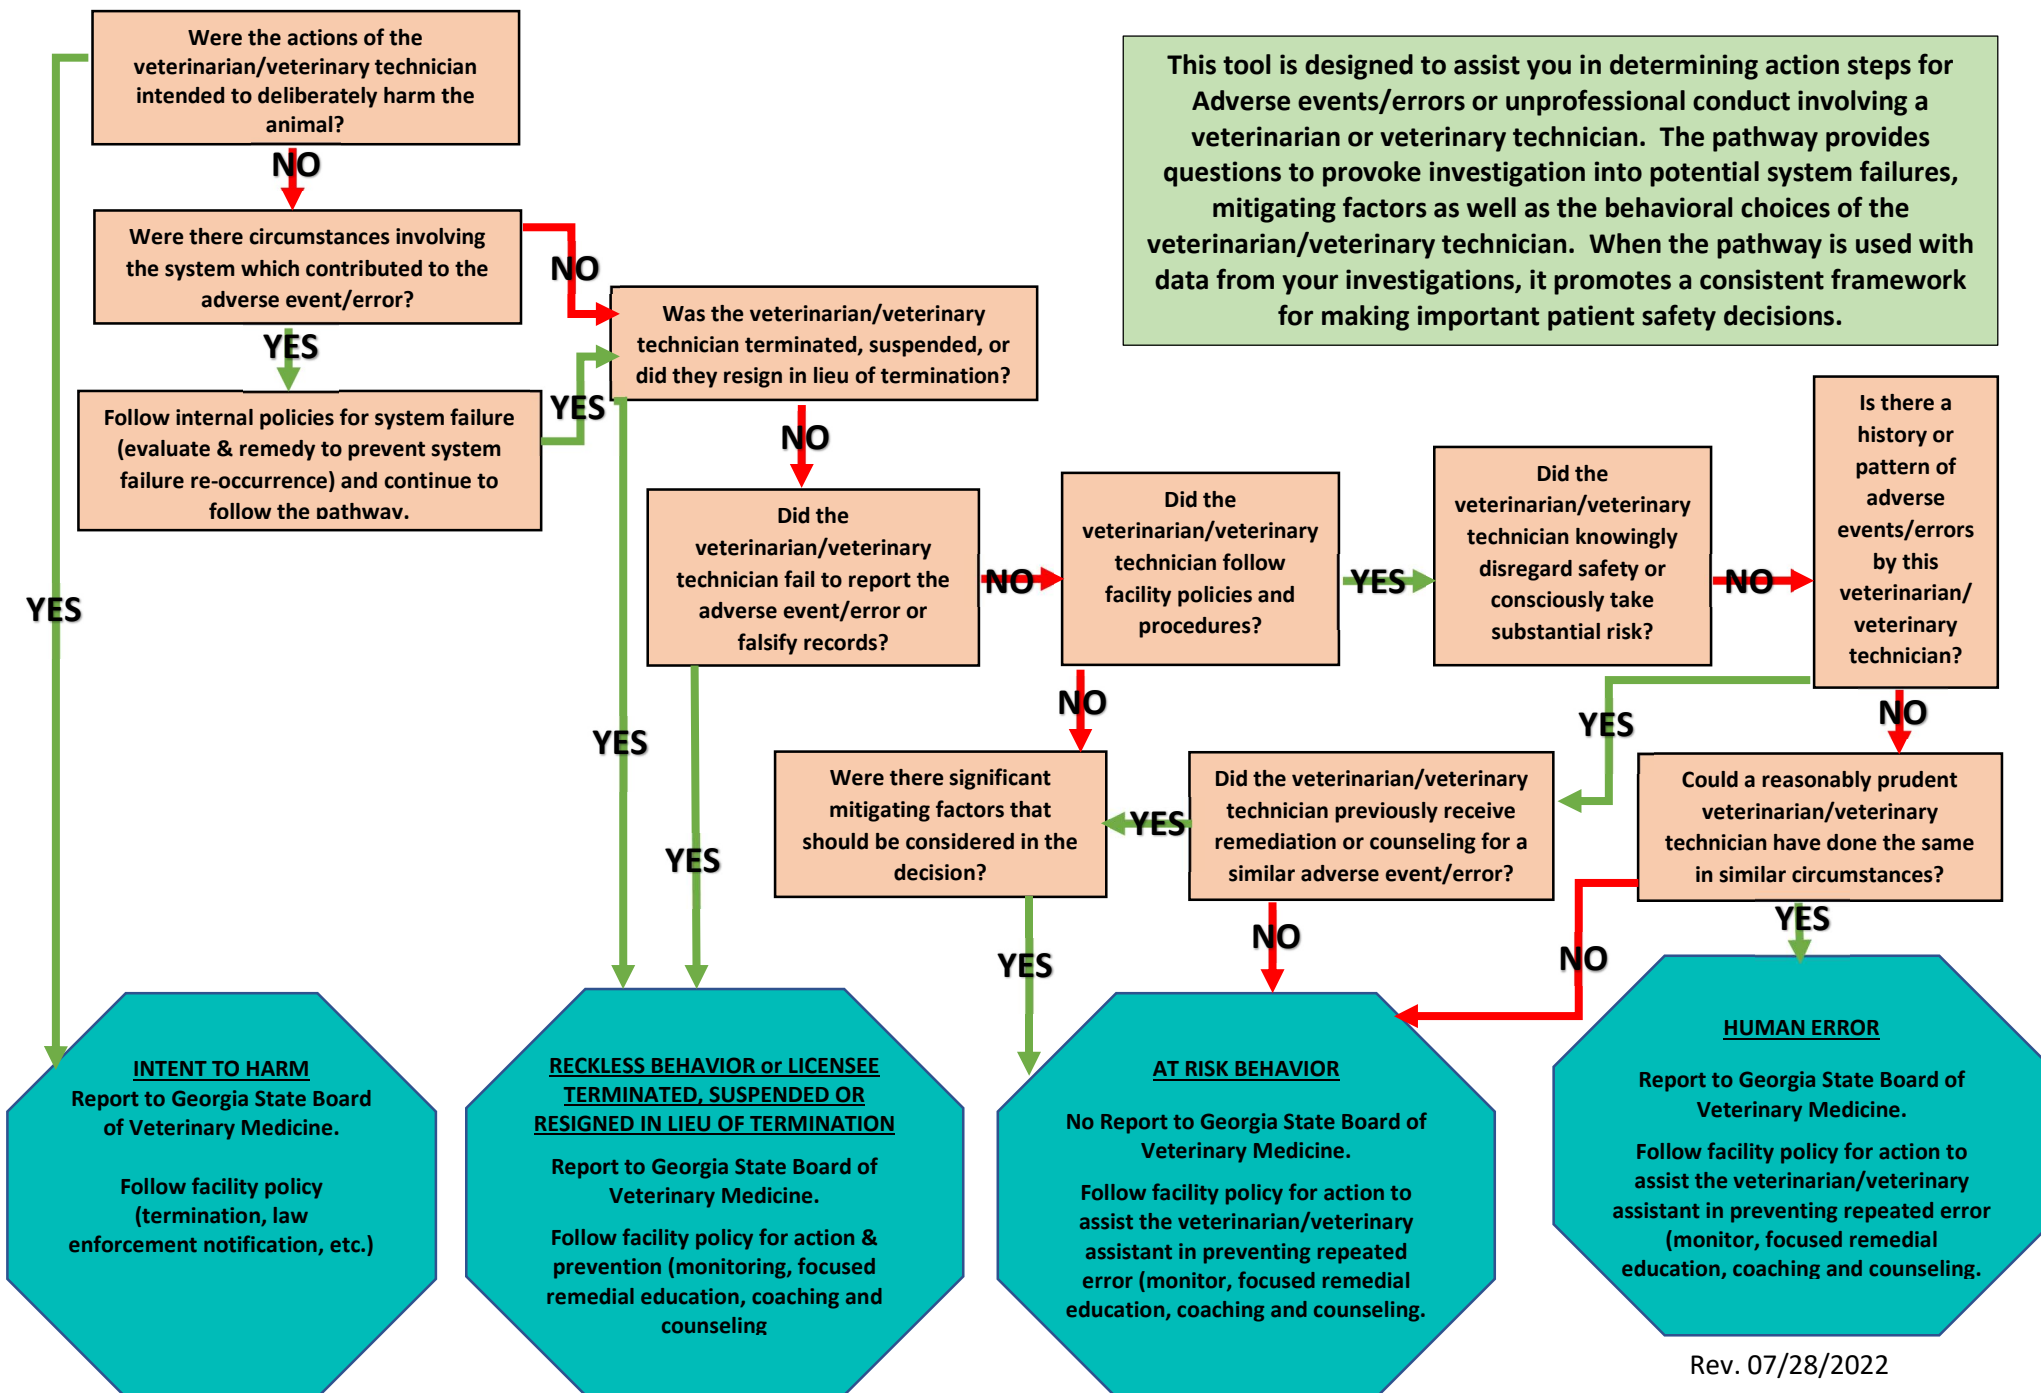 Were the actions of the
veterinarian/veterinary technician
intended to deliberately harm the
animal?
NO
Were there circumstances involving
the system which contributed to the
adverse event/error?
NO
YES
Follow internal policies for system failure
(evaluate & remedy to prevent system
failure re-occurrence) and continue to
follow the pathway.
YES
YES
This tool is designed to assist you in determining action steps for
Adverse events/errors or unprofessional conduct involving a
veterinarian or veterinary technician.  The pathway provides
questions to provoke investigation into potential system failures,
mitigating factors as well as the behavioral choices of the
veterinarian/veterinary technician.  When the pathway is used with
data from your investigations, it promotes a consistent framework
for making important patient safety decisions.
Was the veterinarian/veterinary
technician terminated, suspended, or
did they resign in lieu of termination?
NO
YES
Did the
veterinarian/veterinary
technician fail to report the
adverse event/error or
falsify records?
NO
YES
Did the
veterinarian/veterinary
technician follow
facility policies and
procedures?
YES
NO
Did the
veterinarian/veterinary
technician knowingly
disregard safety or
consciously take
substantial risk?
NO
Is there a
history or
pattern of
adverse
events/errors
by this
veterinarian/
veterinary
technician?
YES
NO
Were there significant
mitigating factors that
should be considered in the
decision?
YES
YES
Did the veterinarian/veterinary
technician previously receive
remediation or counseling for a
similar adverse event/error?
NO
Could a reasonably prudent
veterinarian/veterinary
technician have done the same
in similar circumstances?
NO
YES
INTENT TO HARM
Report to Georgia State Board
of Veterinary Medicine.
Follow facility policy
(termination, law
enforcement notification, etc.)
RECKLESS BEHAVIOR or LICENSEE
TERMINATED, SUSPENDED OR
RESIGNED IN LIEU OF TERMINATION
Report to Georgia State Board of
Veterinary Medicine.
Follow facility policy for action &
prevention (monitoring, focused
remedial education, coaching and
counseling
AT RISK BEHAVIOR
No Report to Georgia State Board of
Veterinary Medicine.
Follow facility policy for action to
assist the veterinarian/veterinary
assistant in preventing repeated
error (monitor, focused remedial
education, coaching and counseling.
HUMAN ERROR
Report to Georgia State Board of
Veterinary Medicine.
Follow facility policy for action to
assist the veterinarian/veterinary
assistant in preventing repeated error
(monitor, focused remedial
education, coaching and counseling.
Rev. 07/28/2022